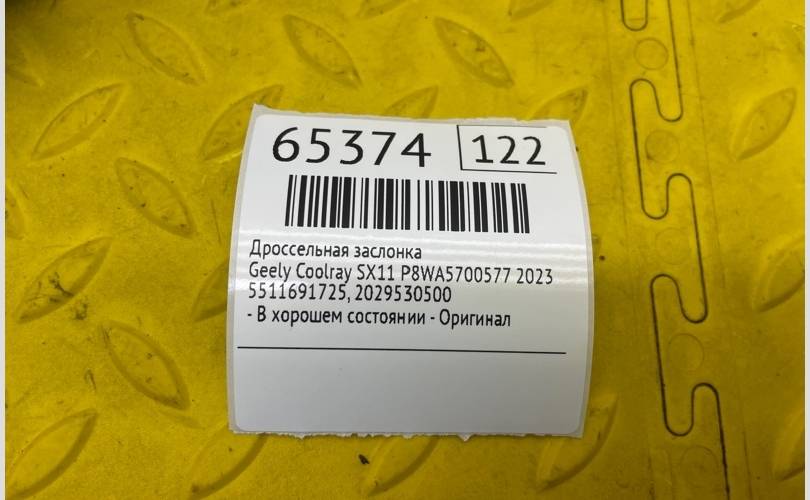 65374 122
Дроссельная заслонка
Geely Coolray SX11 P8WA5700577 2023
5511691725, 2029530500
- В хорошем состоянии - Оригинал